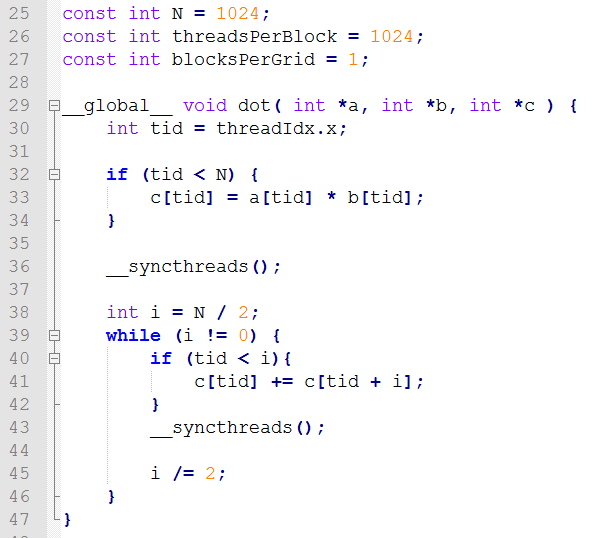 25 const int N = 1024;
26 const int threadsPerBlock = 1024;
27 const int blocksPerGrid = 1;
28
29 __global__ void dot( int *a, int *b, int *c ) {
30     int tid = threadIdx.x;
31
32     if (tid < N) {
33         c[tid] = a[tid] * b[tid];
34     }
35
36     __syncthreads();
37
38     int i = N / 2;
39     while (i != 0) {
40         if (tid < i){
41             c[tid] += c[tid + i];
42         }
43         __syncthreads();
44
45         i /= 2;
46     }
47 }